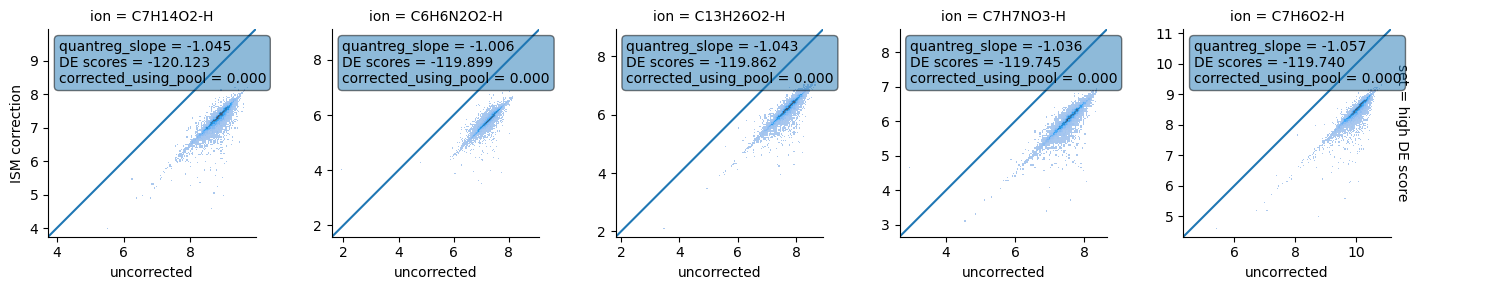 ion = C7H14O2-H
quantreg_slope = -1.045
DE scores = -120.123
corrected_using_pool = 0.000
ISM correction
9
8
7
6
5
4
4
6
8
uncorrected
ion = C6H6N2O2-H
quantreg_slope = -1.006
DE scores = -119.899
corrected_using_pool = 0.000
8
6
4
2
2
4
6
8
uncorrected
ion = C13H26O2-H
quantreg_slope = -1.043
DE scores = -119.862
corrected_using_pool = 0.000
8
6
4
2
2
4
6
8
uncorrected
ion = C7H7NO3-H
quantreg_slope = -1.036
DE scores = -119.745
corrected_using_pool = 0.000
8
7
6
5
4
3
4
6
8
uncorrected
ion = C7H6O2-H
quantreg_slope = -1.057
DE scores = -119.740
corrected_using_pool = 0.000
11
10
9
8
7
6
5
6
8
10
uncorrected
set = high DE score